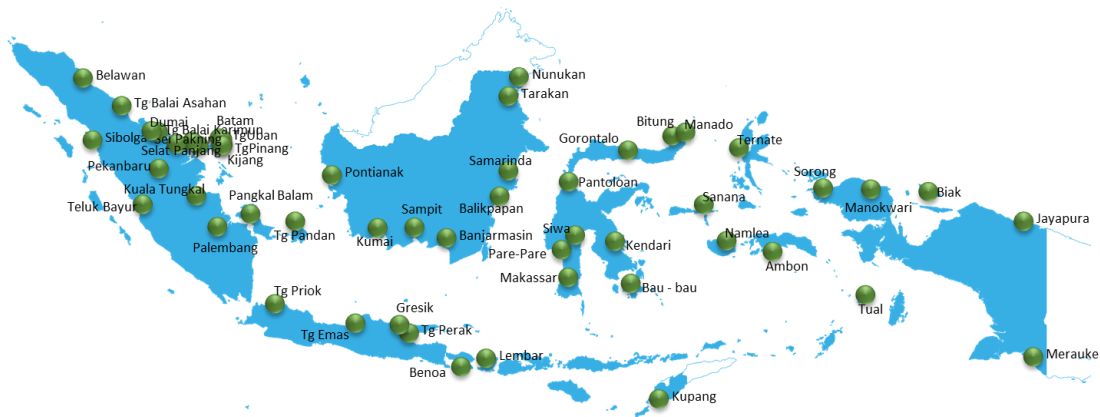 Belawan
Nunukan
Tg Balai Asahan
Tarakan
Dumai
Batam
Tg Balai Karimun
TgUban
Sibolga
Sei Pakning
Selat Panjang
TgPinang
Kijang
Bitung
Manado
Gorontalo
Ternate
Pekanbaru
Pontianak
Samarinda
Pantoloan
Sorong
Kuala Tungkal
Pangkal Balam
Balikpapan
Sanana
Manokwari
Biak
Teluk Bayur
Sampit
Jayapura
Palembang
Tg Pandan
Kumai
Banjarmasin
Siwa
Kendari
Namlea
Pare-Pare
Ambon
Makassar
Bau - bau
Tg Priok
Gresik
Tual
Tg Emas
Tg Perak
Lembar
Merauke
Benoa
Kupang